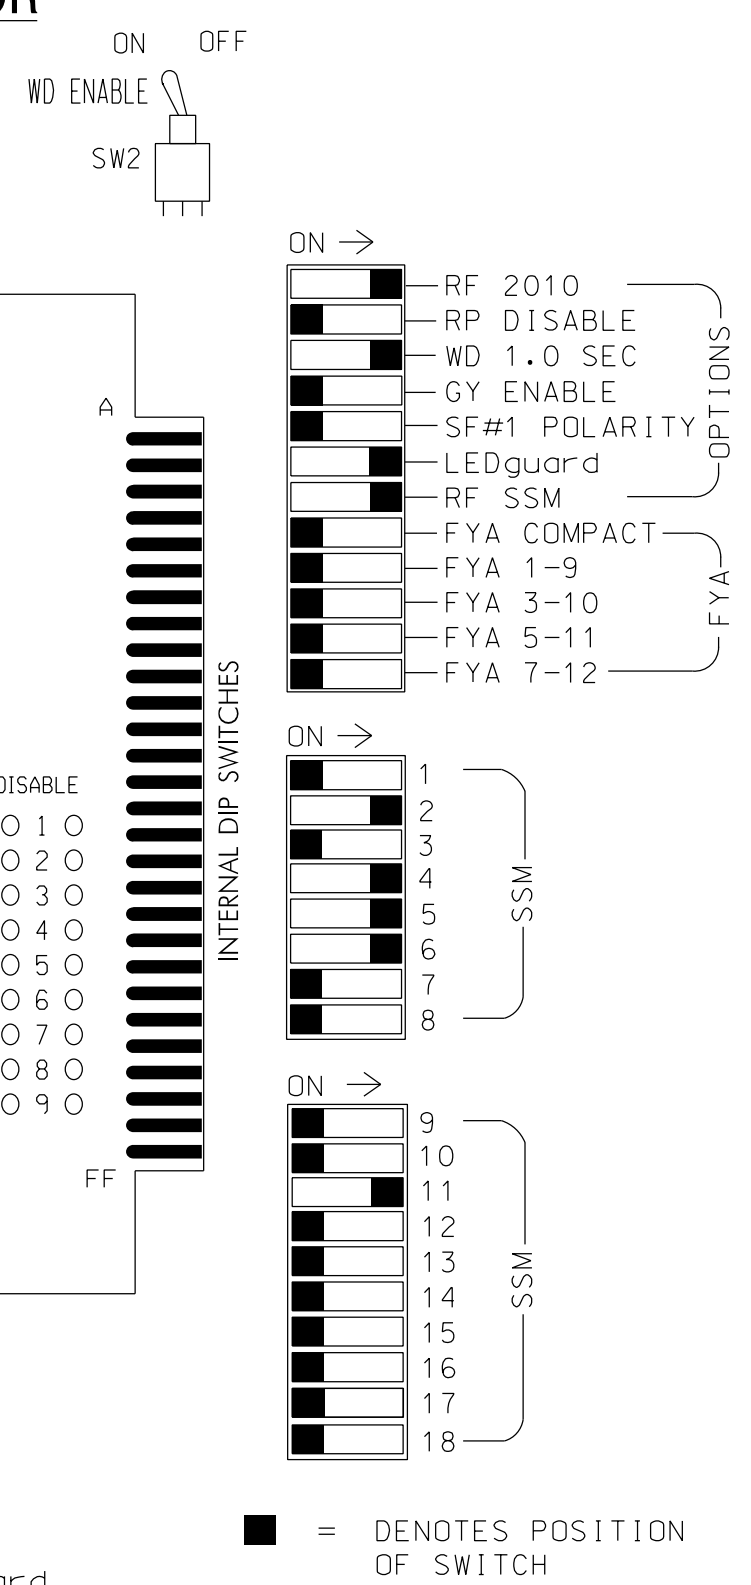 ON OFF
WD ENABLE
SW2
ON
RF 2010
RP DISABLE
WD 1.0 SEC
GY ENABLE
SF#1 POLARITY
LEDguard
RF SSM
OPTIONS
FYA COMPACT
FYA 1-9
FYA 3-10
FYA 5-11
FYA 7-12
FYA
A
FF
INTERNAL DIP SWITCHES
DISABLE
1
2
3
4
5
6
7
8
9
ON
1
2
3
4
5
6
7
8
SSM
ON
9
10
11
12
13
14
15
16
17
18
SSM
= DENOTES POSITION
OF SWITCH